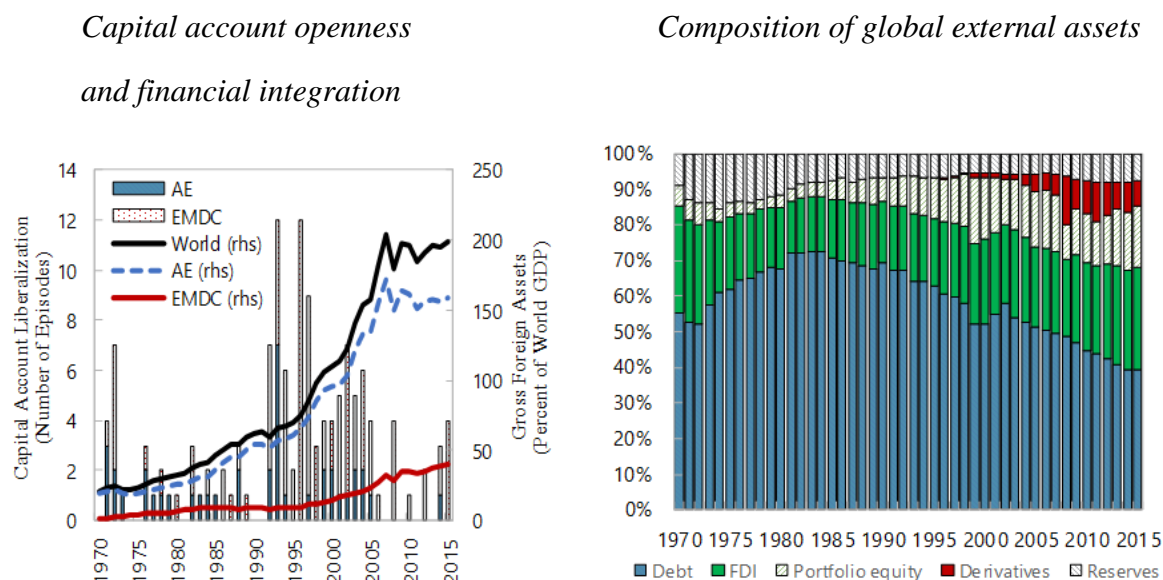 Capital account openness
and financial integration
Composition of global external assets
Capital Account Liberalization
(Number of Episodes)
14
12
10
8
6
4
2
0
AE
EMDC
World (rhs)
AE (rhs)
EMDC (rhs)
250
200
150
100
50
0
Gross Foreign Assets
(Percent of World GDP)
1970
1975
1980
1985
1990
1995
2000
2005
2010
2015
100%
90%
80%
70%
60%
50%
40%
30%
20%
10%
0%
1970 1975 1980 1985 1990 1995 2000 2005 2010 2015
Debt FDI Portfolio equity Derivatives Reserves